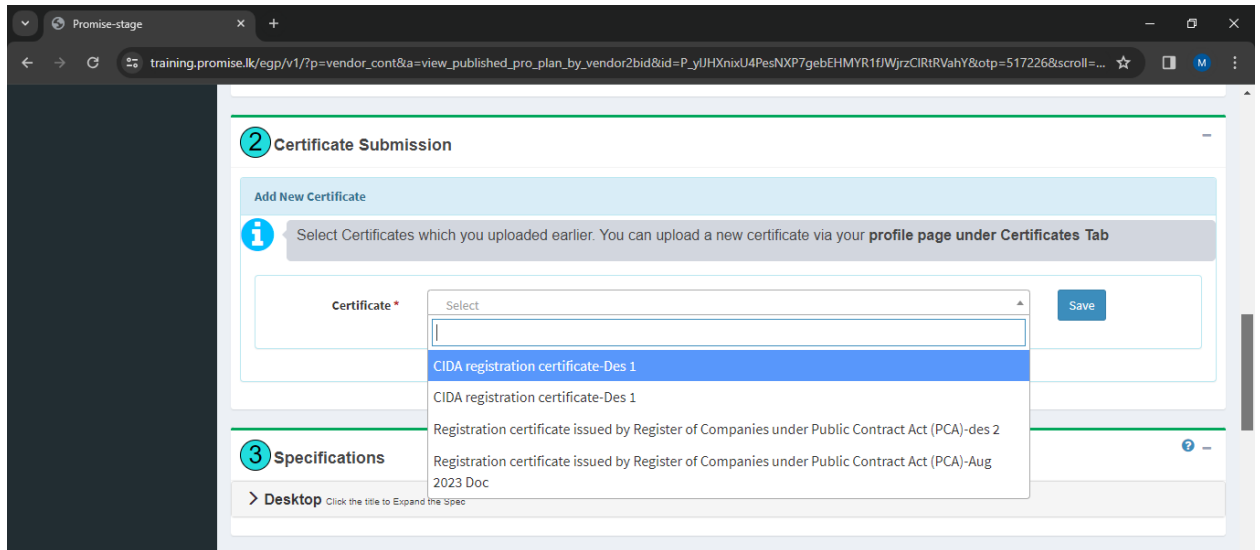 Promise-stage
training.promise.lk/egp/v1/?p=vendor_cont&a=view_published_pro_plan_by_vendor2bid&id=P_yIJHXnixU4PesNXP7gebEHMYR1fJWjrzClRtRVahY&otp=517226&scroll=...
M
2 Certificate Submission
Add New Certificate
Select Certificates which you uploaded earlier. You can upload a new certificate via your profile page under Certificates Tab
Certificate *
Select
Save
CIDA registration certificate-Des 1
CIDA registration certificate-Des 1
Registration certificate issued by Register of Companies under Public Contract Act (PCA)-des 2
Registration certificate issued by Register of Companies under Public Contract Act (PCA)-Aug
2023 Doc
3 Specifications
Desktop Click the title to Expand the Spec